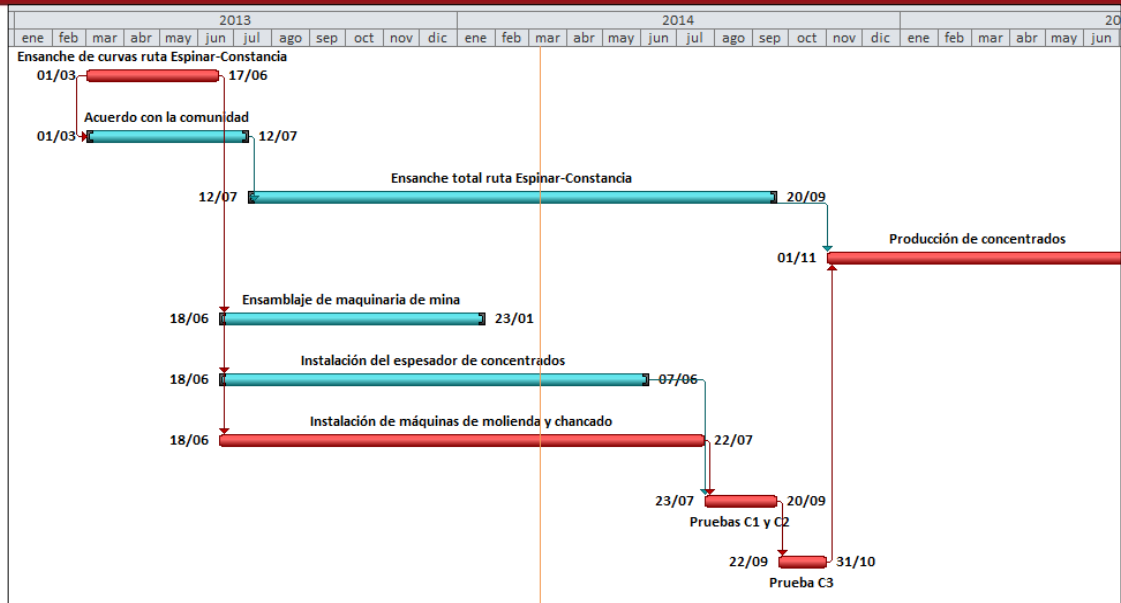 2013 2014 20
ene feb mar abr may jun jul ago sep oct nov dic ene feb mar abr may jun jul ago sep oct nov dic ene feb mar abr may jun
Ensanche de curvas ruta Espinar-Constancia
01/03 17/06
Acuerdo con la comunidad
01/03 12/07
Ensanche total ruta Espinar-Constancia
12/07 20/09
Producción de concentrados
01/11
Ensamblaje de maquinaria de mina
18/06 23/01
Instalación del espesador de concentrados
18/06 07/06
Instalación de máquinas de molienda y chancado
18/06 22/07
23/07 20/09
Pruebas C1 y C2
22/09 31/10
Prueba C3